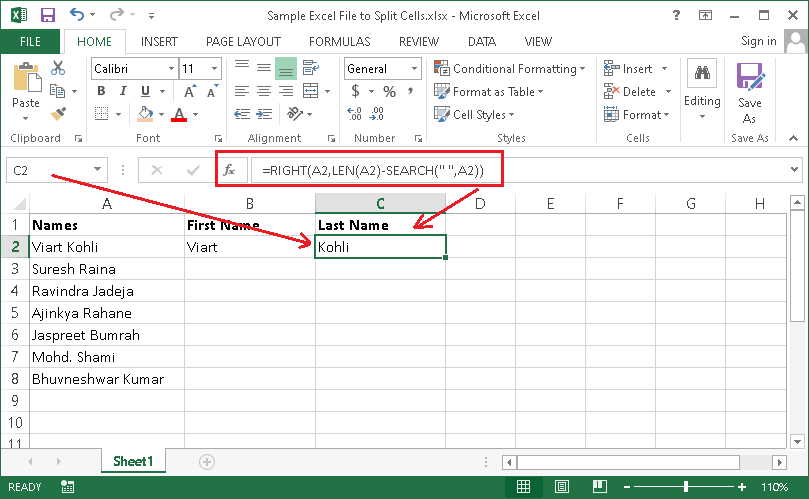 Sample Excel File to Split Cells.xlsx - Microsoft Excel
FILE HOME INSERT PAGE LAYOUT FORMULAS REVIEW DATA VIEW Sign in
Paste
Calibri 11
B I U
A A
A
General
$ % ,
Conditional Formatting
Format as Table
Cell Styles
Insert
Delete
Format
Editing
Save As
Clipboard Font Alignment Number Styles Cells Save As
C2 fx =RIGHT(A2,LEN(A2)-SEARCH(" ",A2))
A B C D E F G H
1 Names First Name Last Name
2 Viart Kohli Viart Kohli
3 Suresh Raina
4 Ravindra Jadeja
5 Ajinkya Rahane
6 Jaspreet Bumrah
7 Mohd. Shami
8 Bhuvneshwar Kumar
9
10
11
Sheet1
READY 110%